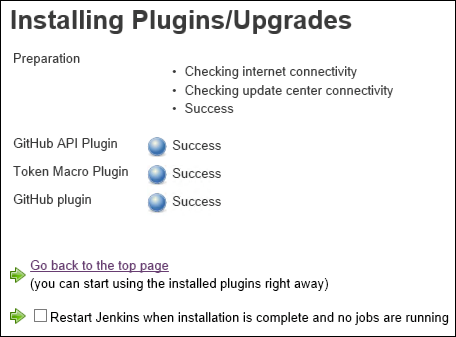 Installing Plugins/Upgrades
Preparation
• Checking internet connectivity
• Checking update center connectivity
• Success
GitHub API Plugin Success
Token Macro Plugin Success
GitHub plugin Success
Go back to the top page
(you can start using the installed plugins right away)
Restart Jenkins when installation is complete and no jobs are running